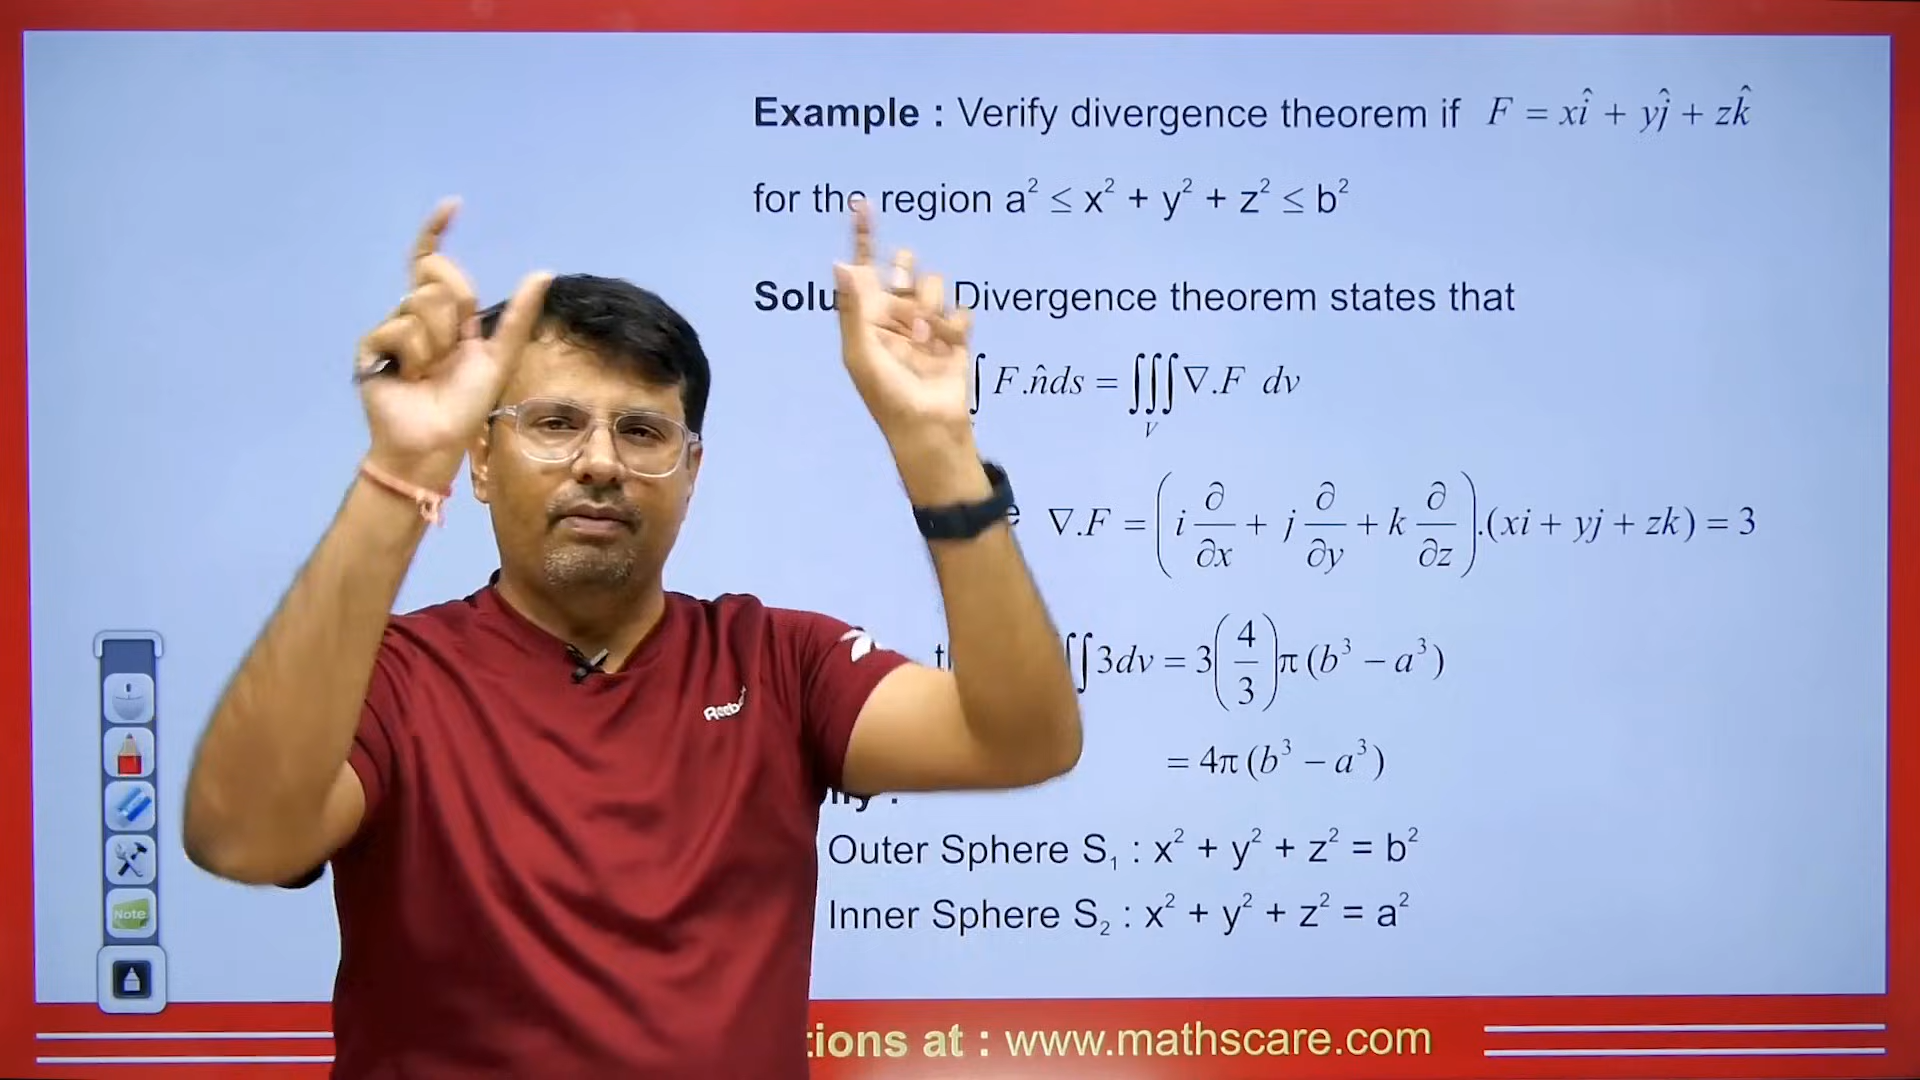 Example : Verify divergence theorem if F = xî + yĵ + zk̂
for the region a² ≤ x² + y² + z² ≤ b²
Divergence theorem states that
∫ F.n̂ds = ∭ ∇.F dv
V
∇.F = (i ∂/∂x + j ∂/∂y + k ∂/∂z).(xi + yj + zk) = 3
∫∫3dv = 3(4/3)π(b³ − a³)
= 4π(b³ − a³)
Outer Sphere S₁ : x² + y² + z² = b²
Inner Sphere S₂ : x² + y² + z² = a²
at : www.mathscare.com
Note